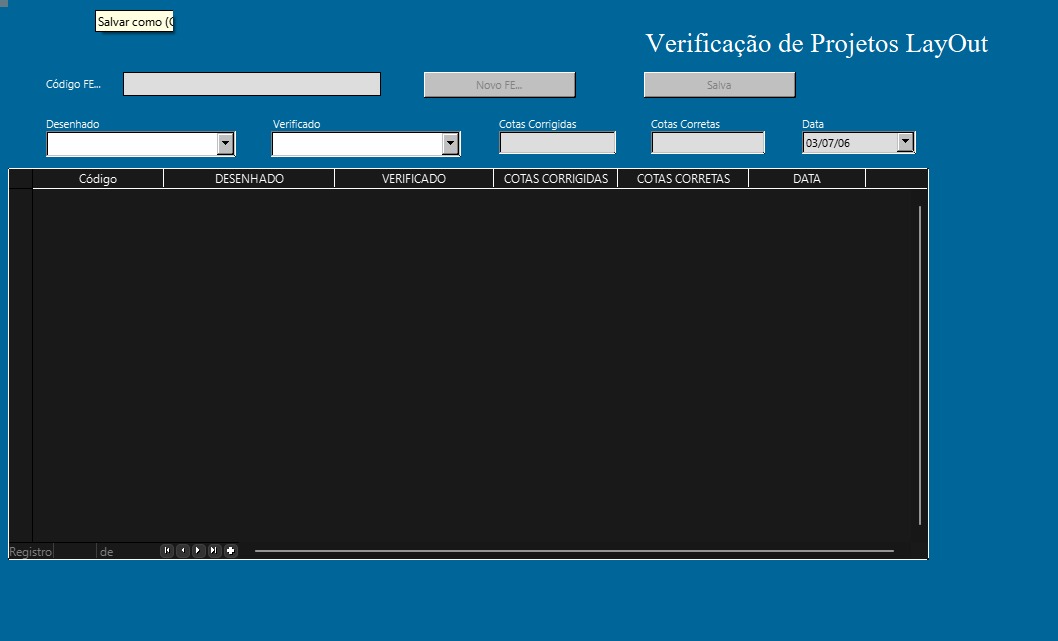 Salvar como (
Verificação de Projetos LayOut
Código FE...
Novo FE...
Salva
Desenhado
Verificado
Cotas Corrigidas
Cotas Corretas
Data
03/07/06
Código DESENHADO VERIFICADO COTAS CORRIGIDAS COTAS CORRETAS DATA
Registro de